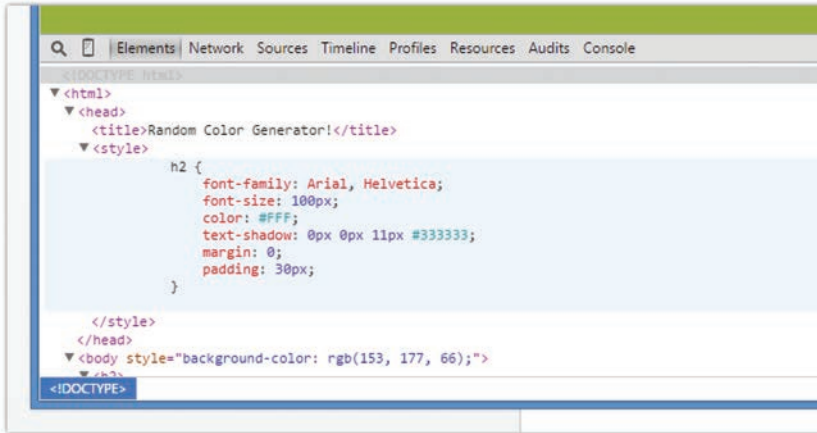 Elements Network Sources Timeline Profiles Resources Audits Console
<!DOCTYPE html>
▼<html>
▼<head>
<title>Random Color Generator!</title>
▼<style>
h2 {
font-family: Arial, Helvetica;
font-size: 100px;
color: #FFF;
text-shadow: 0px 0px 11px #333333;
margin: 0;
padding: 30px;
}
</style>
</head>
▼<body style="background-color: rgb(153, 177, 66);">
▼<h2>
<!DOCTYPE>